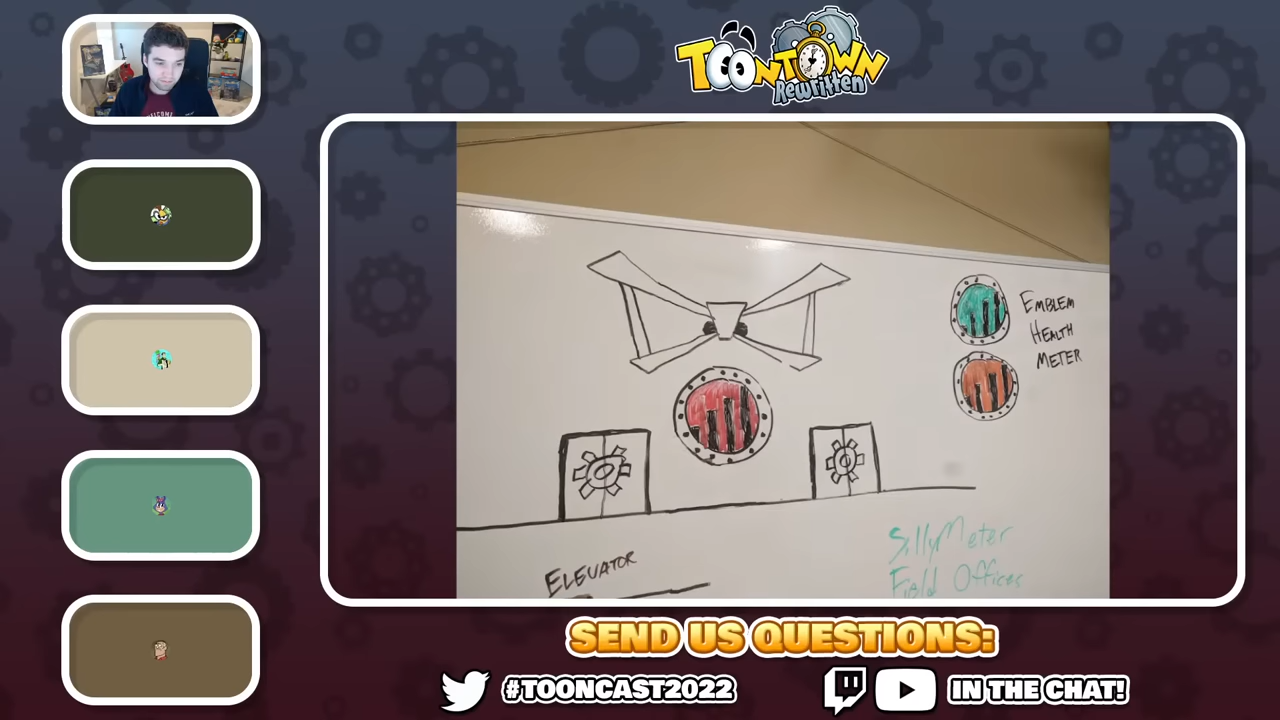 TOONTOWN
Rewritten
EMBLEM
HEALTH
METER
ELEVATOR
SillyMeter
Field Offices
SEND US QUESTIONS:
#TOONCAST2022
IN THE CHAT!